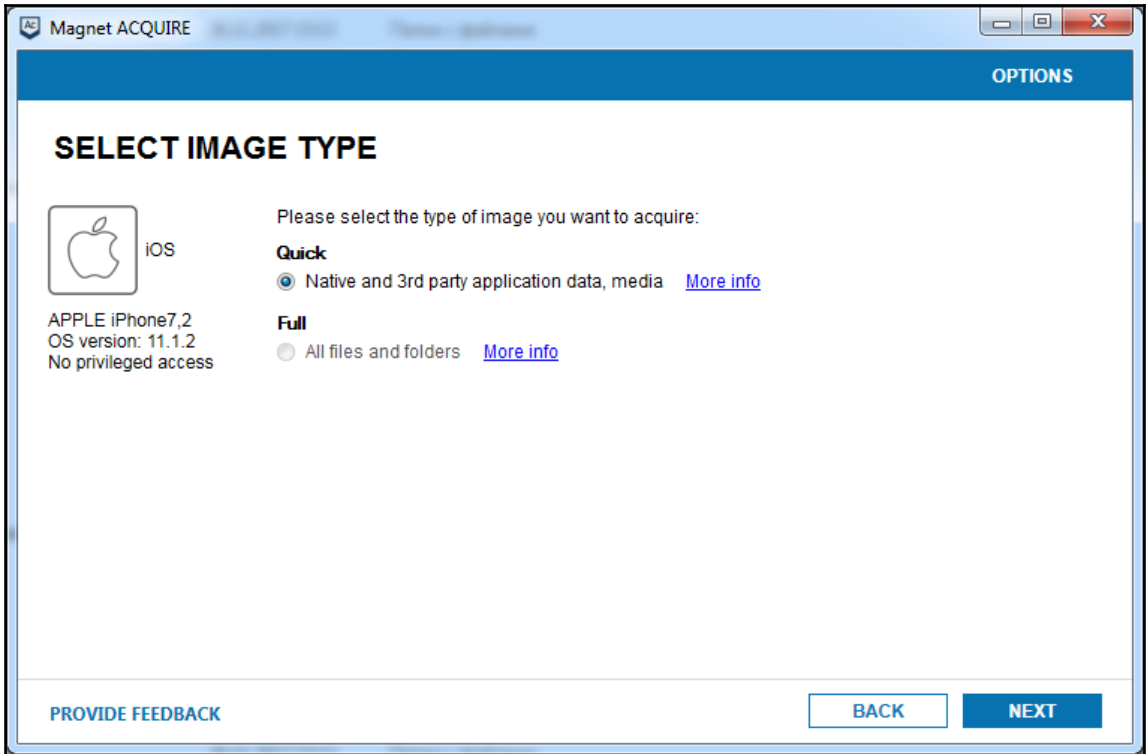 Magnet ACQUIRE
OPTIONS
SELECT IMAGE TYPE
iOS
APPLE iPhone7,2
OS version: 11.1.2
No privileged access
Please select the type of image you want to acquire:
Quick
Native and 3rd party application data, media More info
Full
All files and folders More info
PROVIDE FEEDBACK
BACK
NEXT